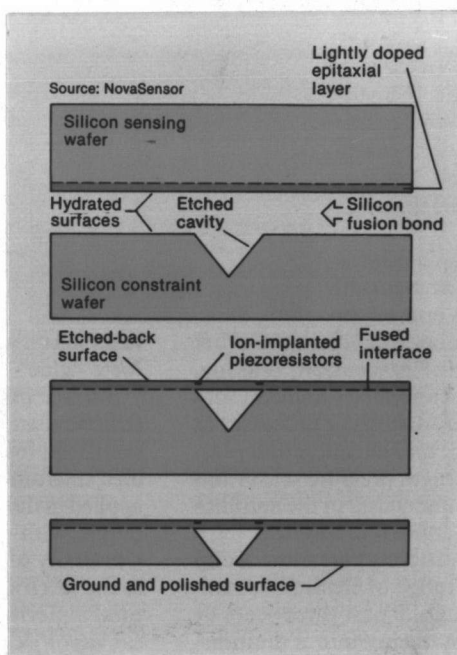 Lightly doped
epitaxial
layer
Source: NovaSensor
Silicon sensing
wafer
Hydrated
surfaces
Etched
cavity
Silicon
fusion bond
Silicon constraint
wafer
Etched-back
surface
Ion-implanted
piezoresistors
Fused
interface
Ground and polished surface